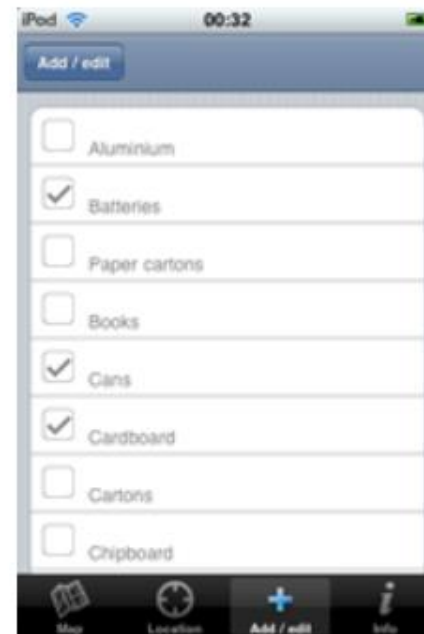 iPod 00:32
Add / edit
Aluminium
Batteries
Paper cartons
Books
Cans
Cardboard
Cartons
Chipboard
Map Location Add / edit Info